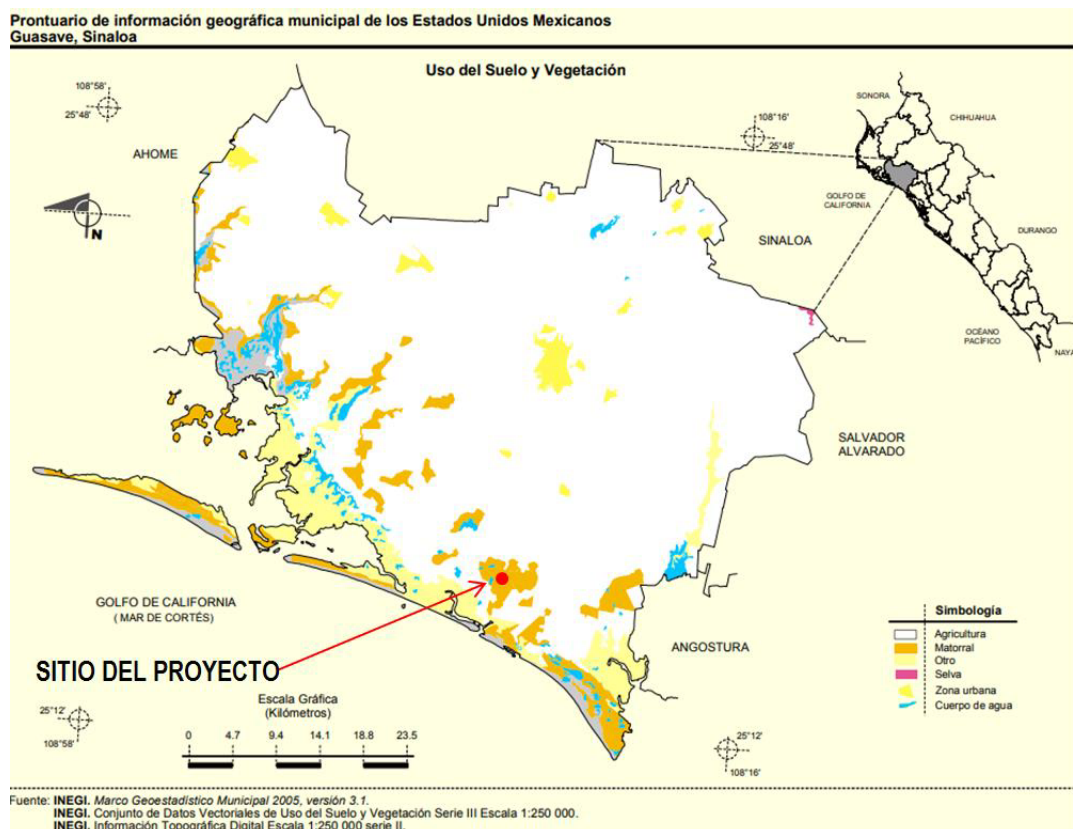 Prontuario de información geográfica municipal de los Estados Unidos Mexicanos
Guasave, Sinaloa
Uso del Suelo y Vegetación
108°58'
25°48'
108°16'
25°48'
SONORA
CHIHUAHUA
AHOME
GOLFO DE
CALIFORNIA
N
SINALOA
DURANGO
OCÉANO
PACÍFICO
NAYA
SALVADOR
ALVARADO
GOLFO DE CALIFORNIA
( MAR DE CORTÉS)
ANGOSTURA
SITIO DEL PROYECTO
Simbología
Agricultura
Matorral
Otro
Selva
Zona urbana
Cuerpo de agua
Escala Gráfica
(Kilómetros)
0 4.7 9.4 14.1 18.8 23.5
25°12'
108°58'
25°12'
108°16'
Fuente: INEGI. Marco Geoestadístico Municipal 2005, versión 3.1.
INEGI. Conjunto de Datos Vectoriales de Uso del Suelo y Vegetación Serie III Escala 1:250 000.
INEGI. Información Topográfica Digital Escala 1:250 000 serie II.